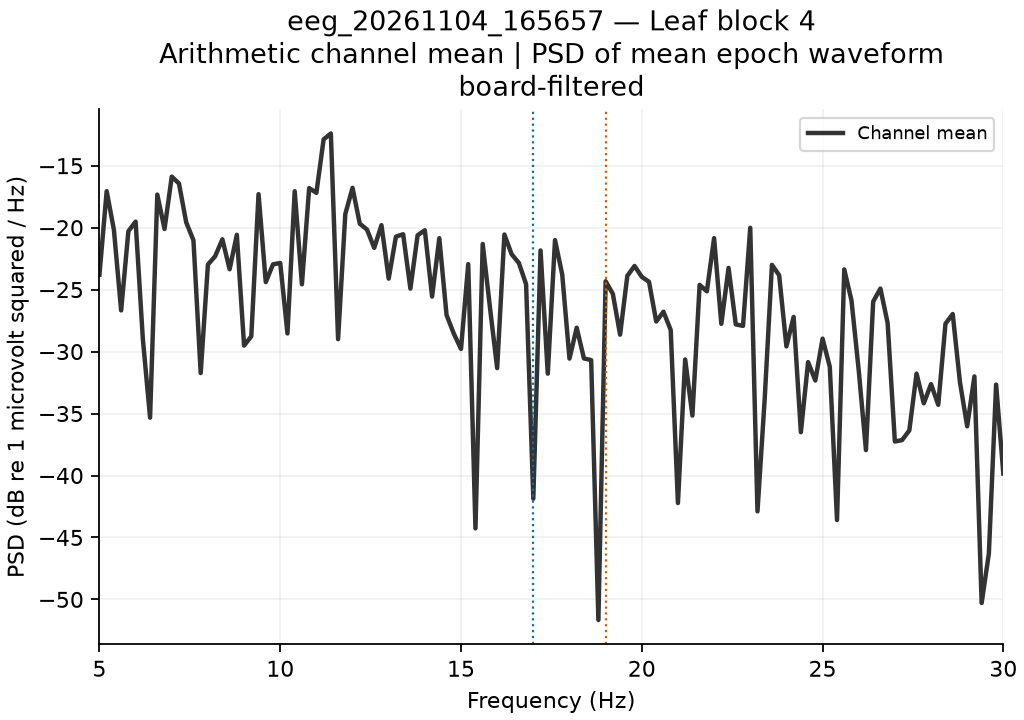 eeg_20261104_165657 — Leaf block 4
Arithmetic channel mean | PSD of mean epoch waveform
board-filtered
Channel mean
PSD (dB re 1 microvolt squared / Hz)
−15
−20
−25
−30
−35
−40
−45
−50
5
10
15
20
25
30
Frequency (Hz)